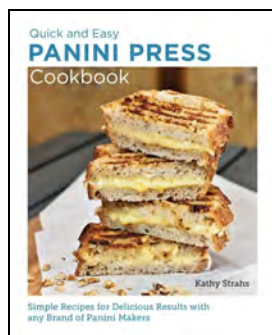 Quick and Easy
PANINI PRESS
Cookbook
Kathy Strahs
Simple Recipes for Delicious Results with
any Brand of Panini Makers